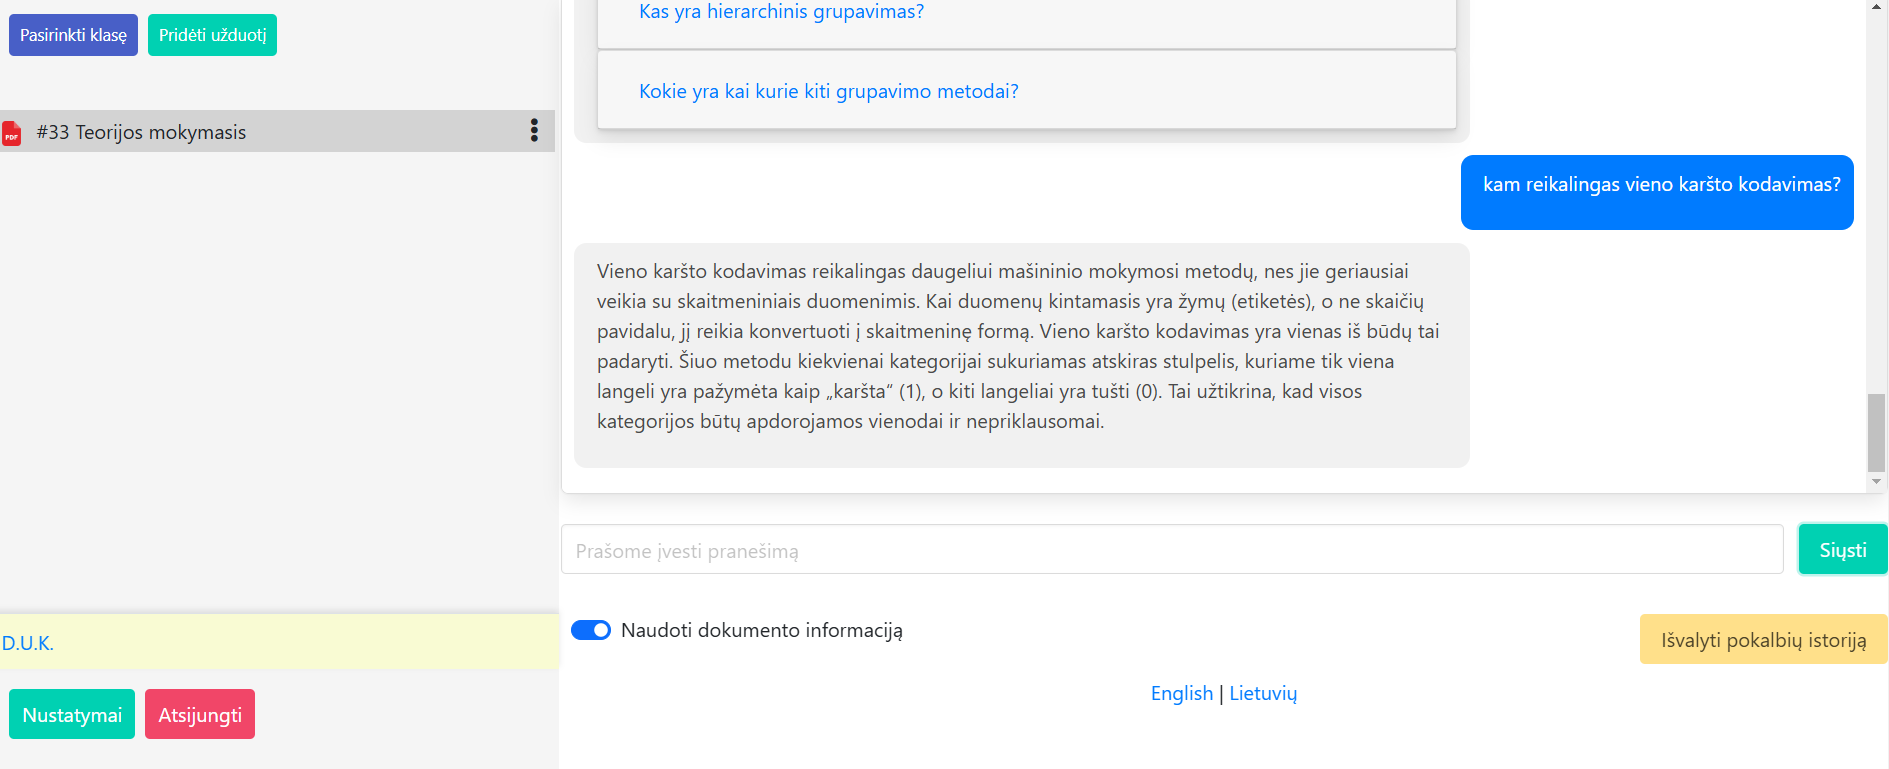 Pasirinkti klasę
Pridėti užduotį
PDF
#33 Teorijos mokymasis
D.U.K.
Nustatymai
Atsijungti
Kas yra hierarchinis grupavimas?
Kokie yra kai kurie kiti grupavimo metodai?
kam reikalingas vieno karšto kodavimas?
Vieno karšto kodavimas reikalingas daugeliui mašininio mokymosi metodų, nes jie geriausiai
veikia su skaitmeniniais duomenimis. Kai duomenų kintamasis yra žymų (etiketės), o ne skaičių
pavidalu, jį reikia konvertuoti į skaitmeninę formą. Vieno karšto kodavimas yra vienas iš būdų tai
padaryti. Šiuo metodu kiekvienai kategorijai sukuriamas atskiras stulpelis, kuriame tik viena
langeli yra pažymėta kaip „karšta“ (1), o kiti langeliai yra tušti (0). Tai užtikrina, kad visos
kategorijos būtų apdorojamos vienodai ir nepriklausomai.
Prašome įvesti pranešimą
Siųsti
Naudoti dokumento informaciją
Išvalyti pokalbių istoriją
English | Lietuvių